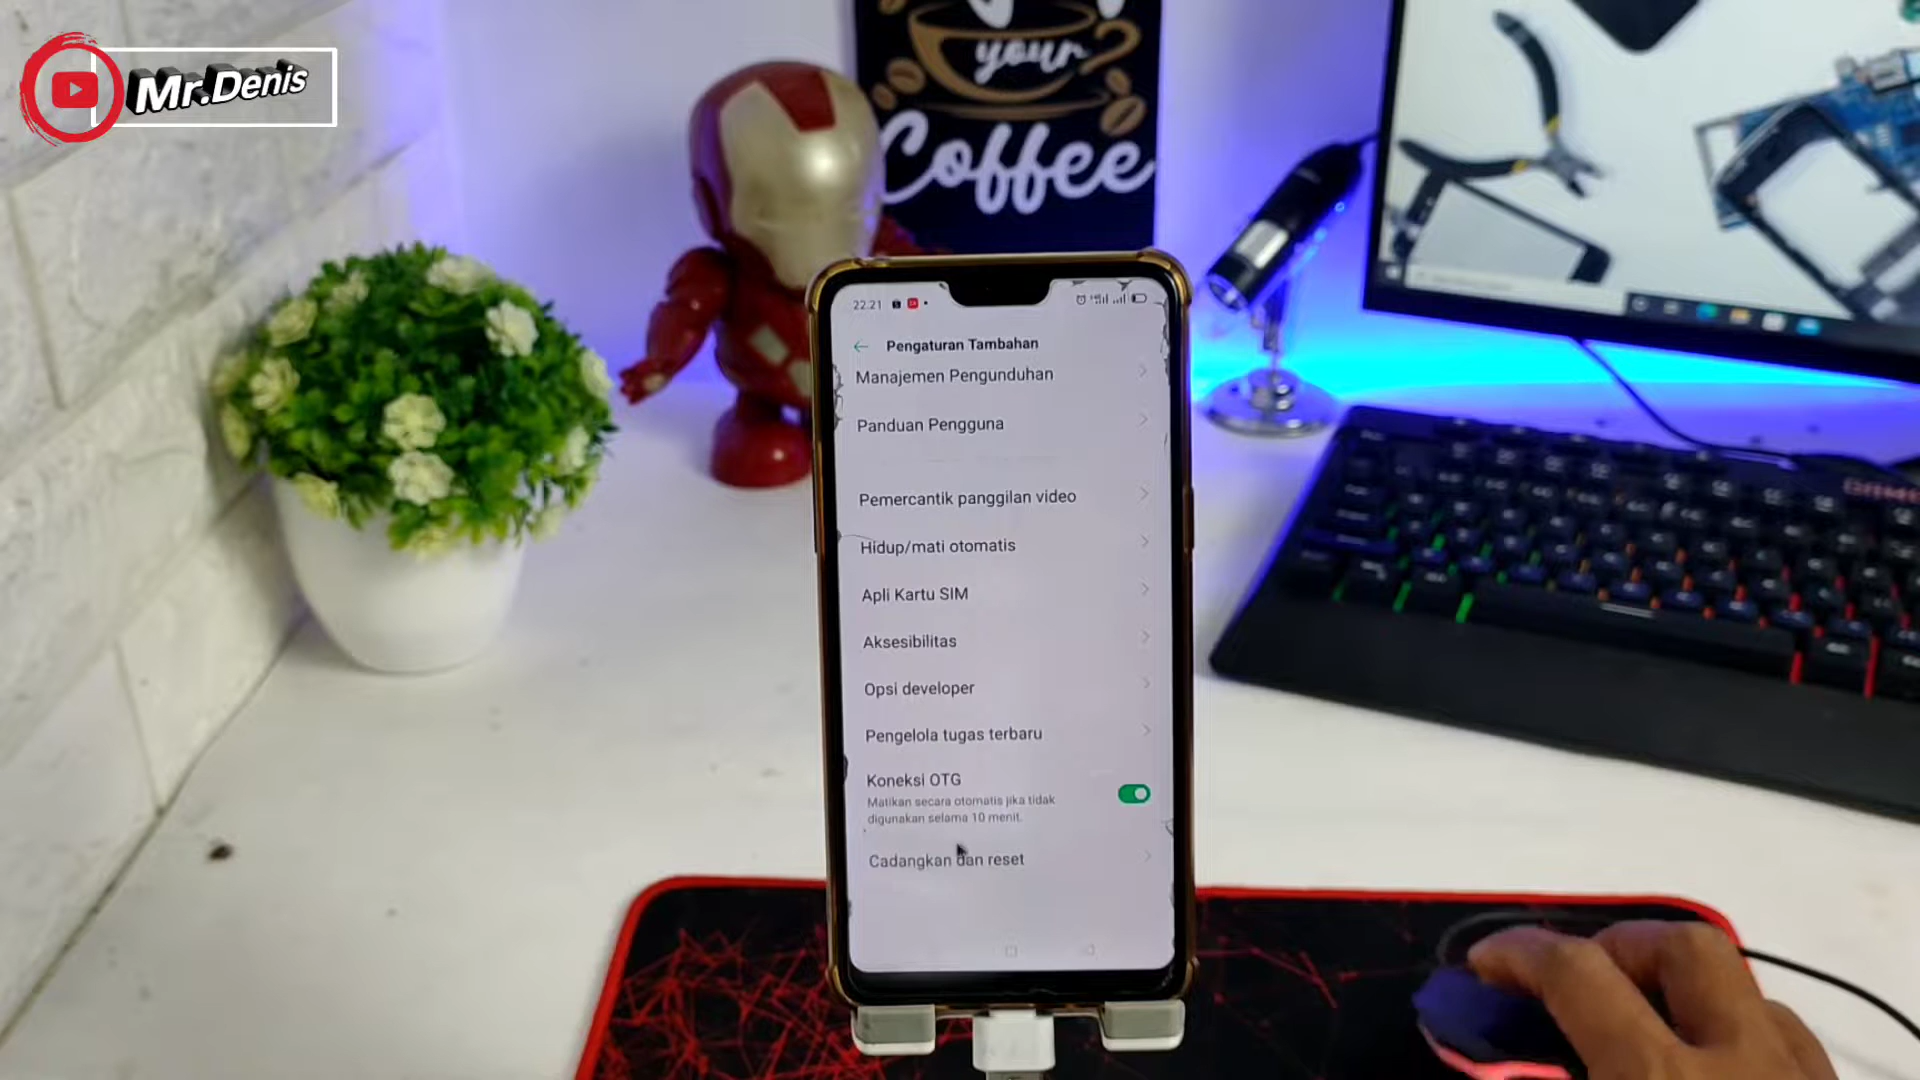 Mr.Denis
your
Coffee
22.21
Pengaturan Tambahan
Manajemen Pengunduhan
Panduan Pengguna
Pemercantik panggilan video
Hidup/mati otomatis
Apli Kartu SIM
Aksesibilitas
Opsi developer
Pengelola tugas terbaru
Koneksi OTG
Matikan secara otomatis jika tidak
digunakan selama 10 menit.
Cadangkan dan reset